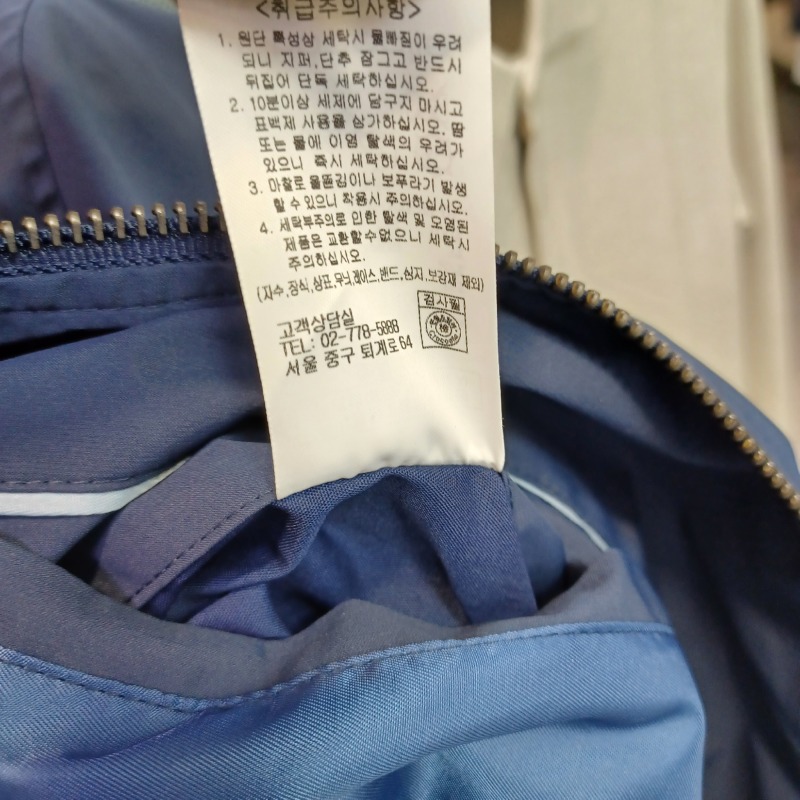 <취급주의사항>
1. 원단 특성상 세탁시 물빠짐이 우려
되니 지퍼,단추 잠그고 반드시
뒤집어 단독 세탁하십시오.
2. 10분이상 세제에 담구지 마시고
표백제 사용을 삼가하십시오. 땀
또는 물에 이염 탈색의 우려가
있으니 즉시 세탁하십시오.
3. 마찰로 올뜯김이나 보푸라기 발생
할 수 있으니 착용시 주의하십시오.
4. 세탁부주의로 인한 탈색 및 오염된
제품은 교환할 수 없으니 세탁시
주의하십시오.
(자수,장식,상표,무늬,레이스,밴드,심지,보강재 제외)
검사필
고객상담실
TEL: 02-778-5888
서울 중구 퇴계로64